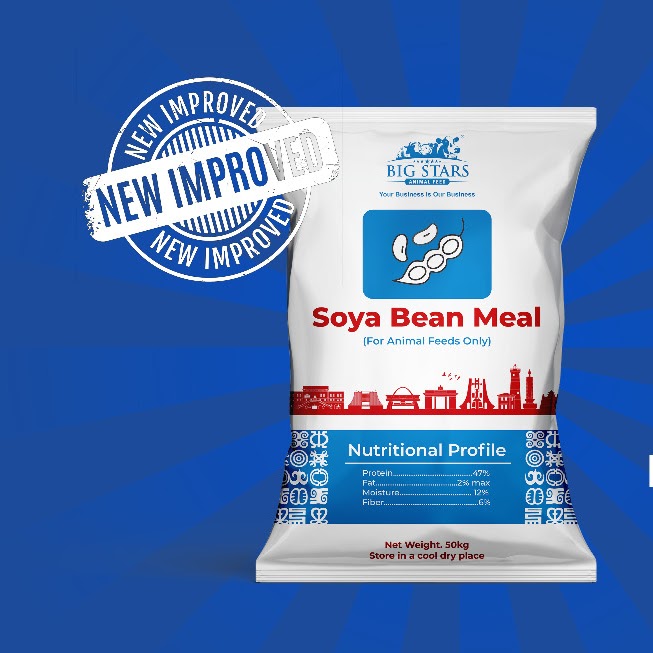 NEW IMPROVED
NEW IMPROVED
NEW IMPROVED
BIG STARS
ANIMAL FEED
Your Business Is Our Business
Soya Bean Meal
(For Animal Feeds Only)
Nutritional Profile
Protein..............................47%
Fat................................2% max
Moisture............................12%
Fiber..................................6%
Net Weight. 50kg
Store in a cool dry place